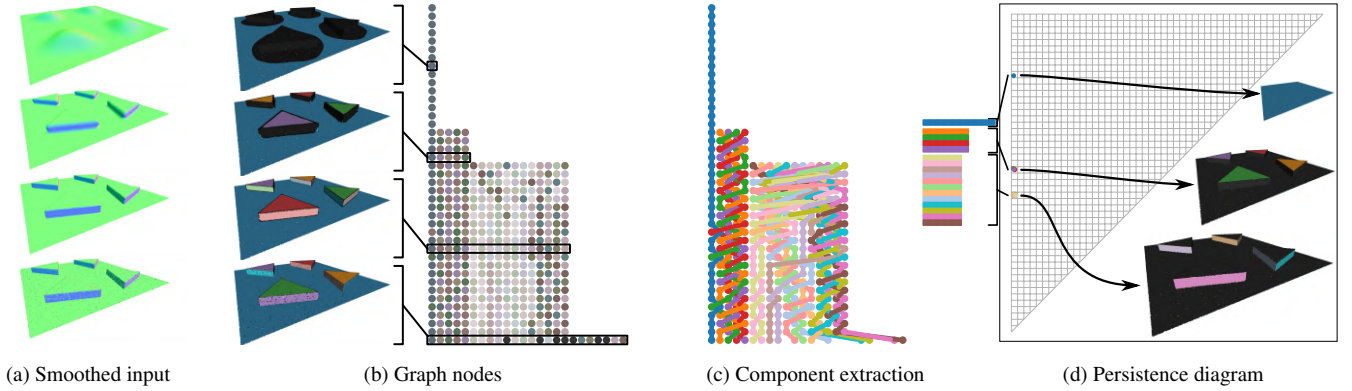 (a) Smoothed input
(b) Graph nodes
(c) Component extraction
(d) Persistence diagram